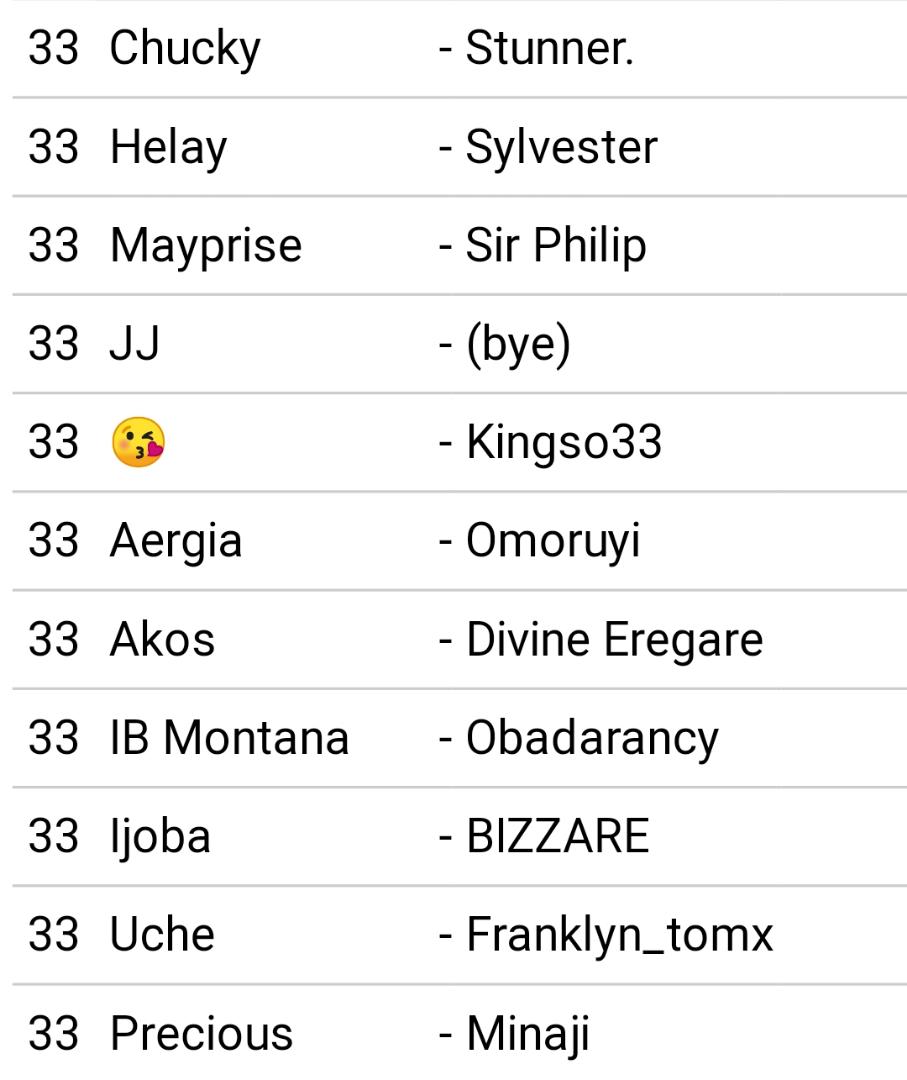 33 Chucky - Stunner.
33 Helay - Sylvester
33 Mayprise - Sir Philip
33 JJ - (bye)
33 😘 - Kingso33
33 Aergia - Omoruyi
33 Akos - Divine Eregare
33 IB Montana - Obadarancy
33 Ijoba - BIZZARE
33 Uche - Franklyn_tomx
33 Precious - Minaji